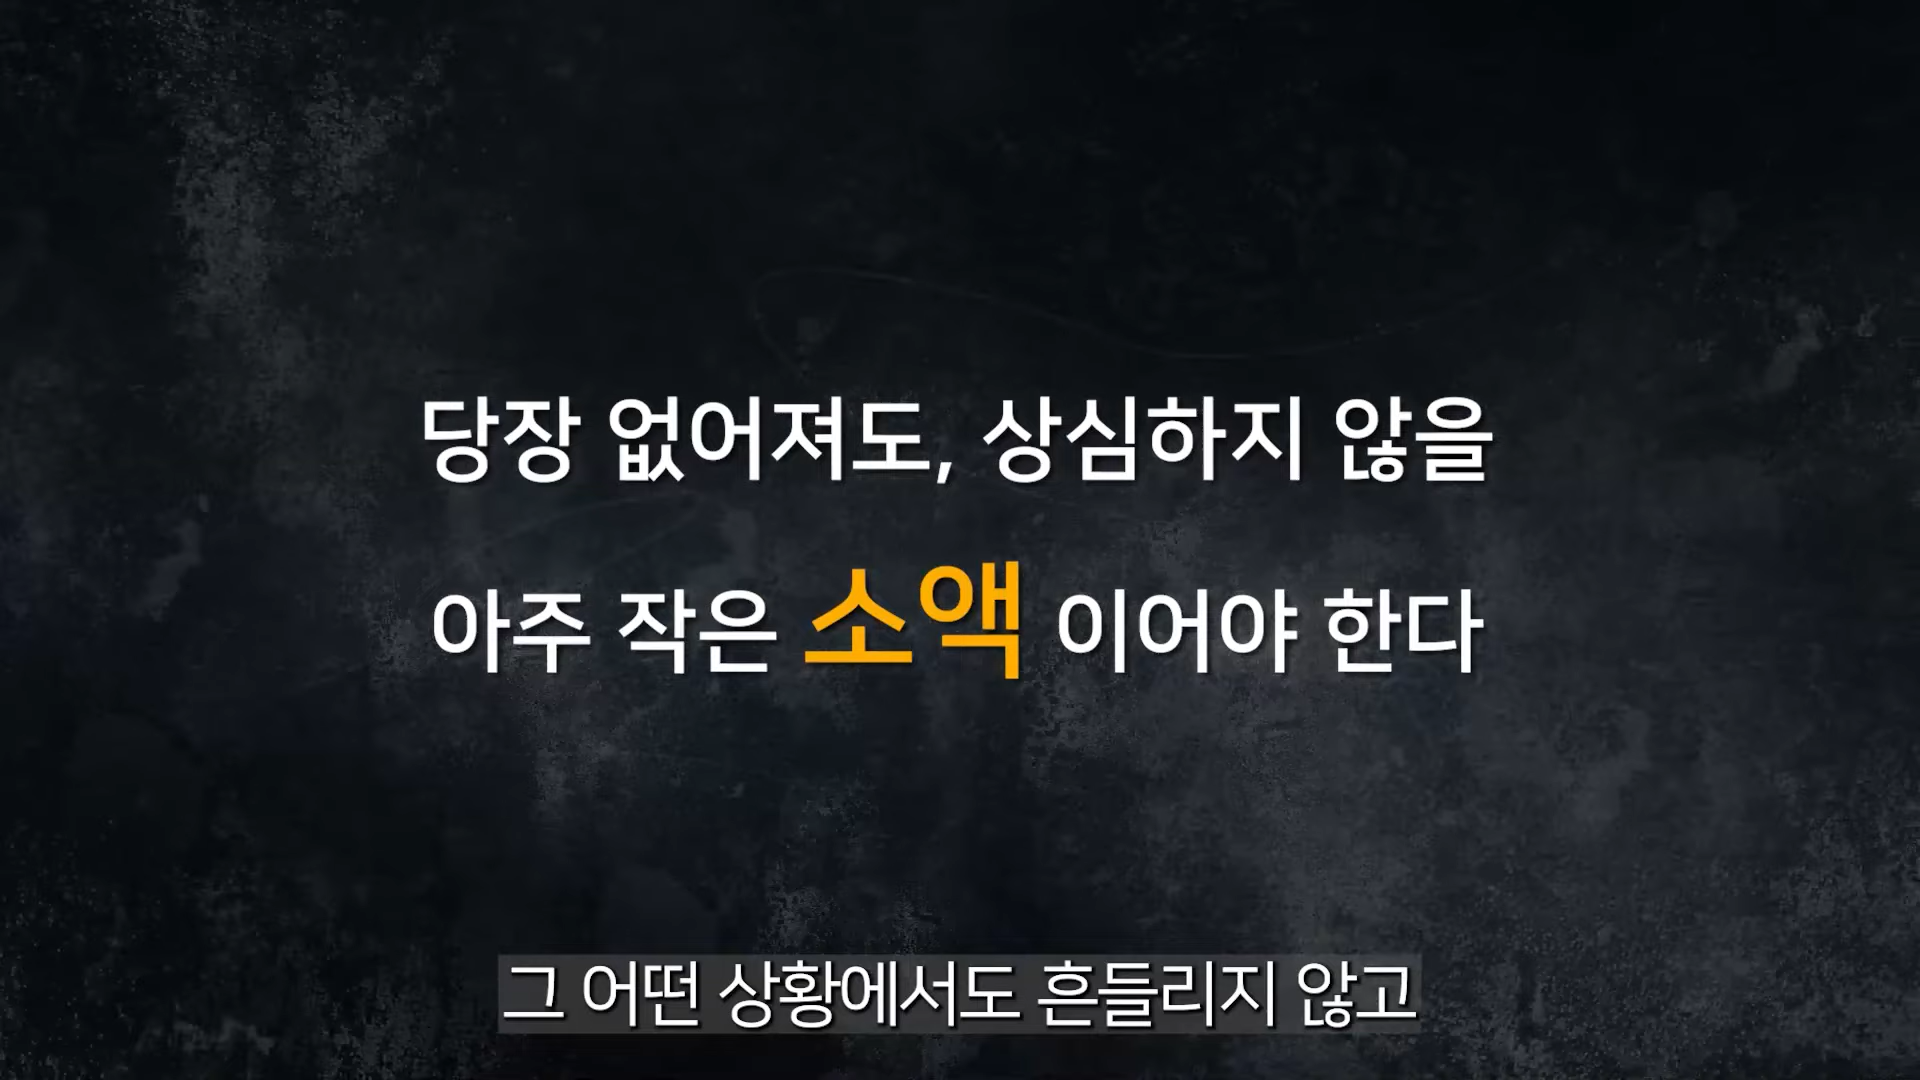 당장 없어져도, 상심하지 않을
아주 작은 소액 이어야 한다
그 어떤 상황에서도 흔들리지 않고